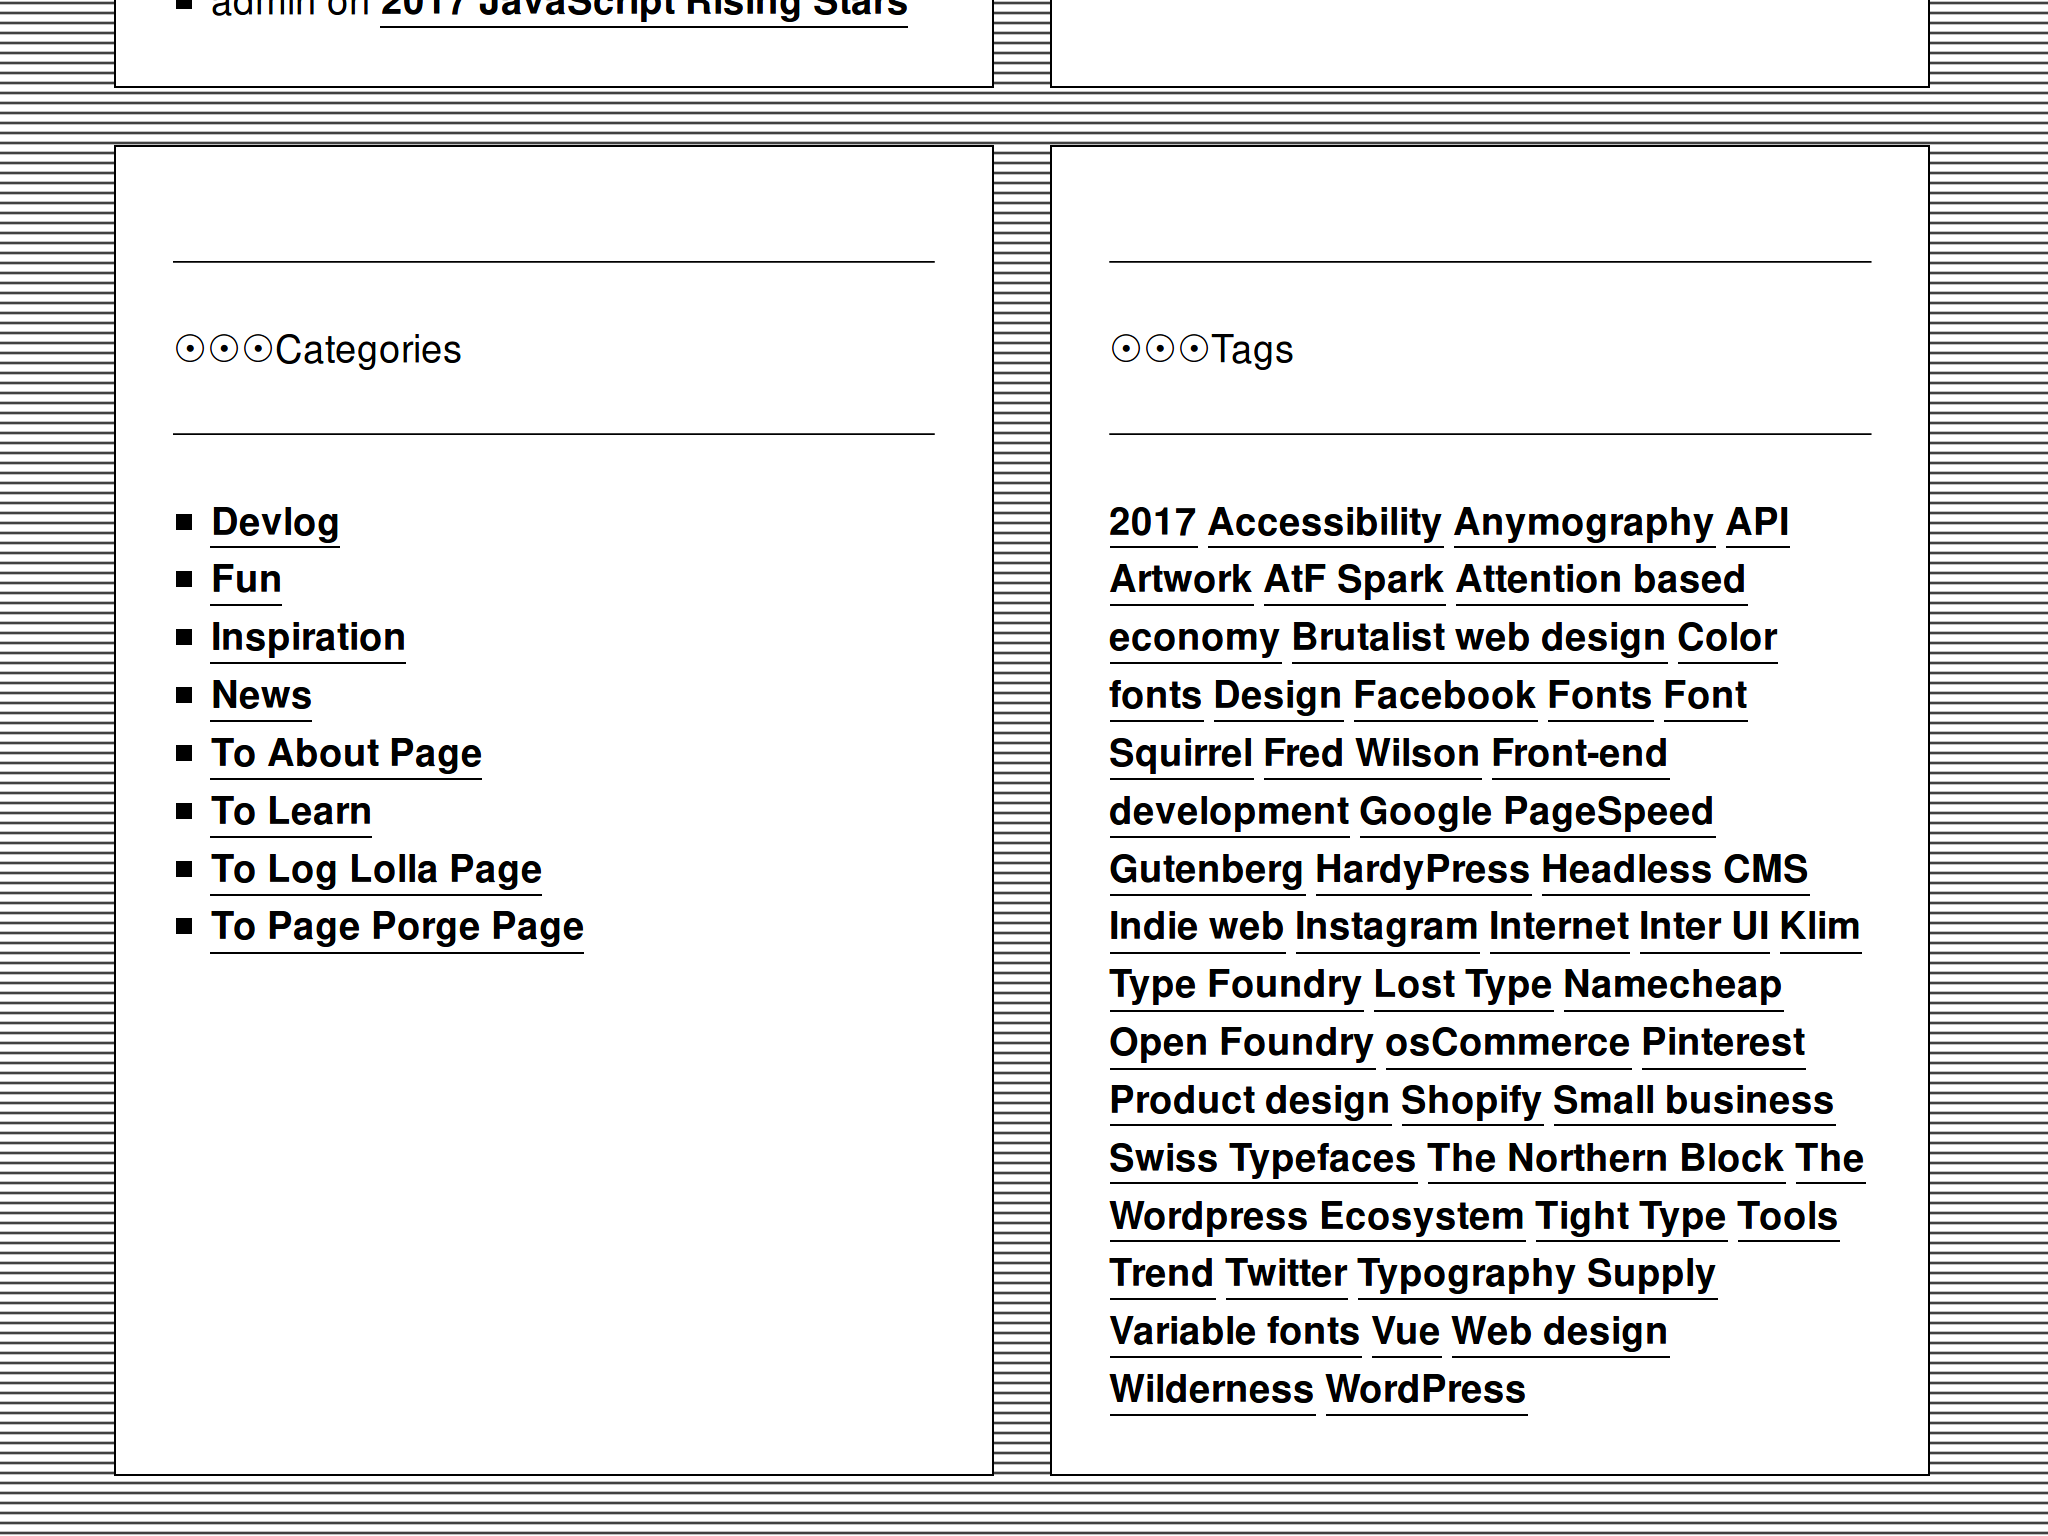 admin on 2017 JavaScript Rising Stars
☉☉☉Categories
Devlog
Fun
Inspiration
News
To About Page
To Learn
To Log Lolla Page
To Page Porge Page
☉☉☉Tags
2017 Accessibility Anymography API
Artwork AtF Spark Attention based
economy Brutalist web design Color
fonts Design Facebook Fonts Font
Squirrel Fred Wilson Front-end
development Google PageSpeed
Gutenberg HardyPress Headless CMS
Indie web Instagram Internet Inter UI Klim
Type Foundry Lost Type Namecheap
Open Foundry osCommerce Pinterest
Product design Shopify Small business
Swiss Typefaces The Northern Block The
Wordpress Ecosystem Tight Type Tools
Trend Twitter Typography Supply
Variable fonts Vue Web design
Wilderness WordPress